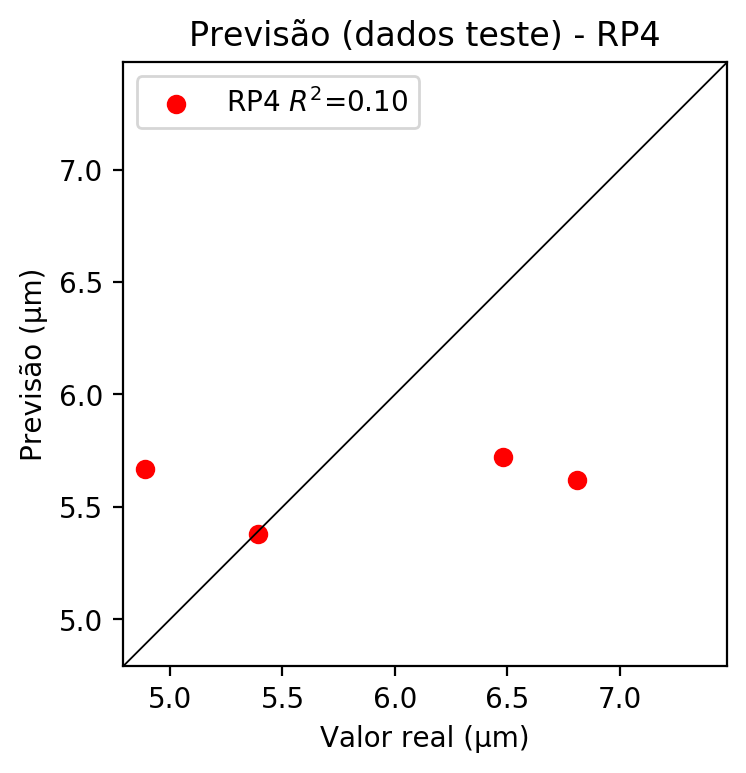 Previsão (dados teste) - RP4
RP4 R²=0.10
7.0
6.5
6.0
5.5
5.0
Previsão (µm)
5.0 5.5 6.0 6.5 7.0
Valor real (µm)